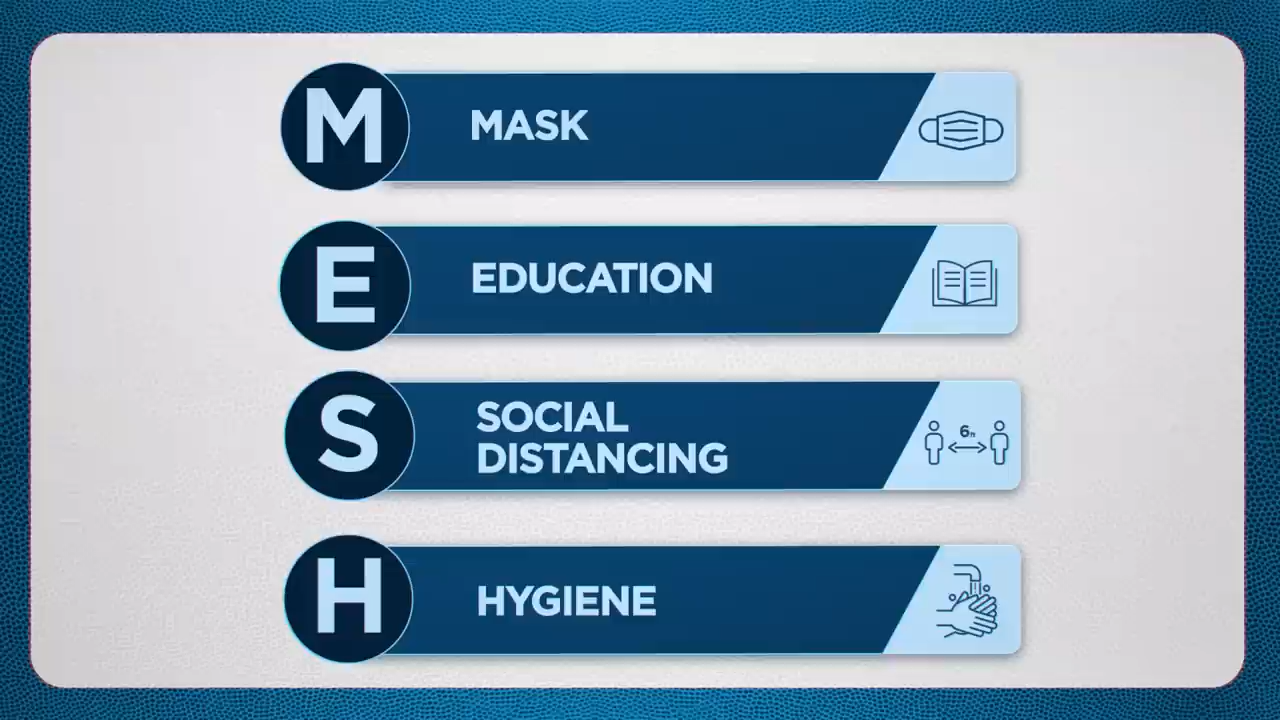 M
MASK
E
EDUCATION
S
SOCIAL
DISTANCING
6ft
H
HYGIENE